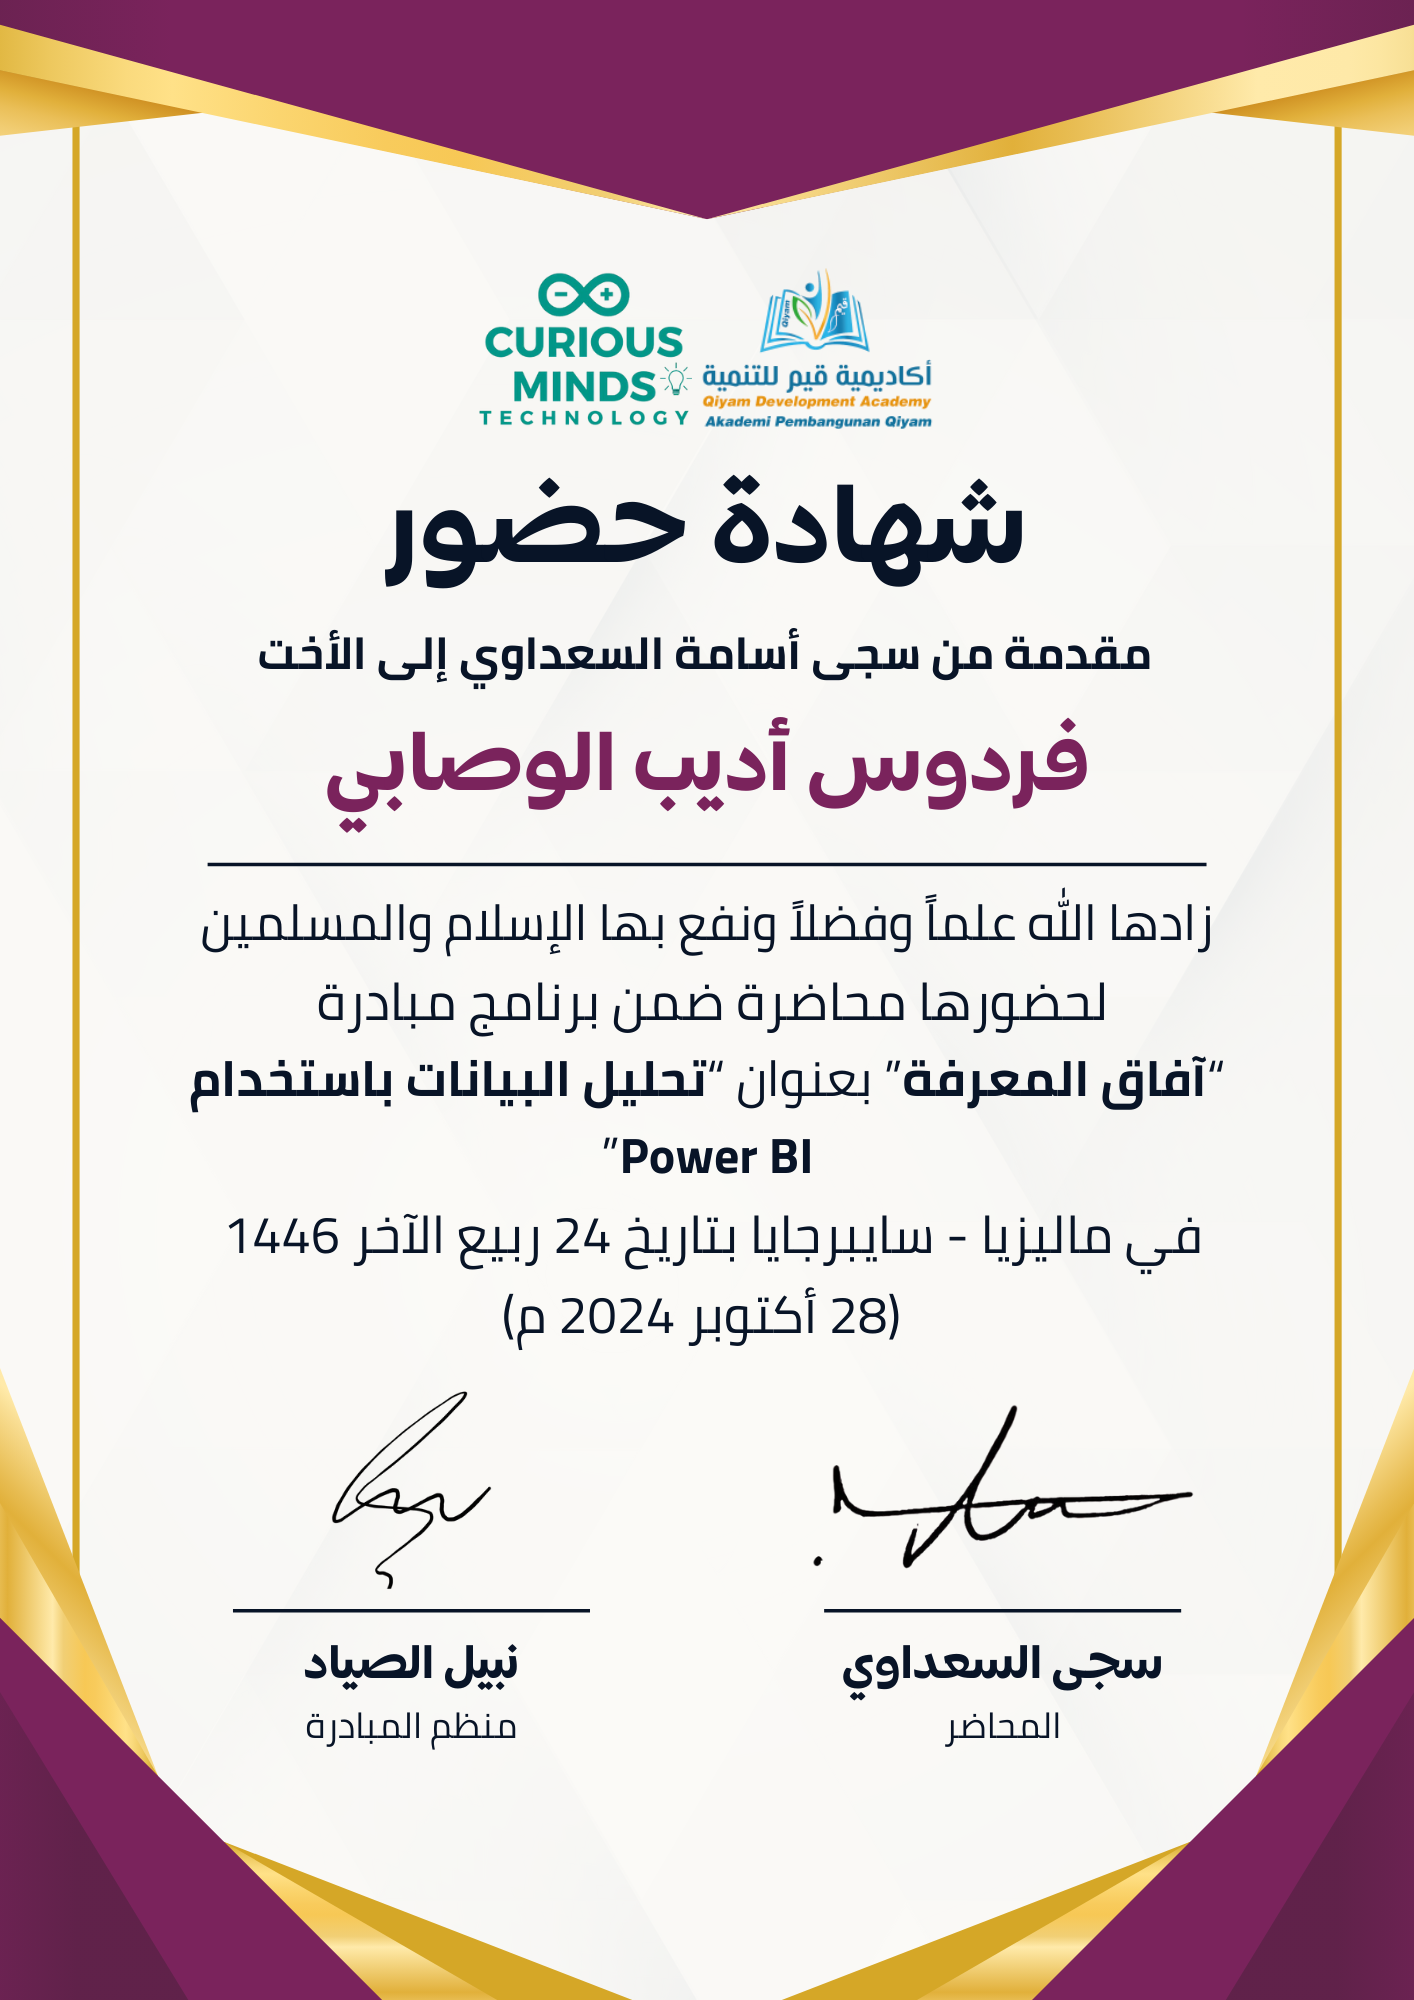 CURIOUS
MINDS
TECHNOLOGY
Qiyam
قيم
أكاديمية قيم للتنمية
Qiyam Development Academy
Akademi Pembangunan Qiyam
شهادة حضور
مقدمة من سجى أسامة السعداوي إلى الأخت
فردوس أديب الوصابي
زادها الله علماً وفضلاً ونفع بها الإسلام والمسلمين
لحضورها محاضرة ضمن برنامج مبادرة
“آفاق المعرفة” بعنوان “تحليل البيانات باستخدام
Power BI”
في ماليزيا - سايبرجايا بتاريخ 24 ربيع الآخر 1446
(28 أكتوبر 2024 م)
سجى السعداوي
المحاضر
نبيل الصياد
منظم المبادرة